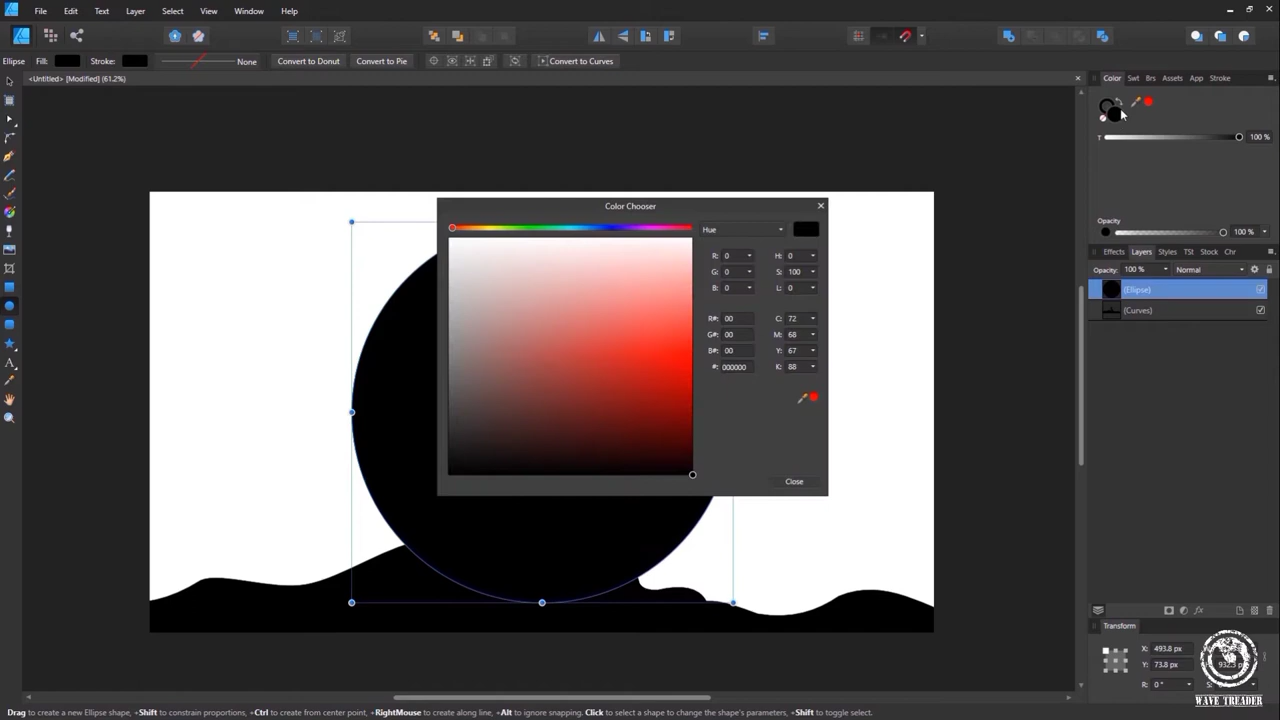 File Edit Text Layer Select View Window Help
Ellipse Fill: Stroke: None Convert to Donut Convert to Pie Convert to Curves
<Untitled> [Modified] (61.2%)
Color Swt Brs Assets App Stroke
T 100 %
Opacity
100 %
Effects Layers Styles TSt Stock Chr
Opacity: 100 % Normal
(Ellipse)
(Curves)
Color Chooser
Hue
R: 0 H: 0
G: 0 S: 100
B: 0 L: 0
R#: 00 C: 72
G#: 00 M: 68
B#: 00 Y: 67
#: 000000 K: 88
Close
Transform
X: 493.8 px
Y: 73.8 px
R: 0 ° S:
WAVE TREADER
Drag to create a new Ellipse shape, +Shift to constrain proportions, +Ctrl to create from center point, +RightMouse to create along line, +Alt to ignore snapping. Click to select a shape to change the shape's parameters, +Shift to toggle select.